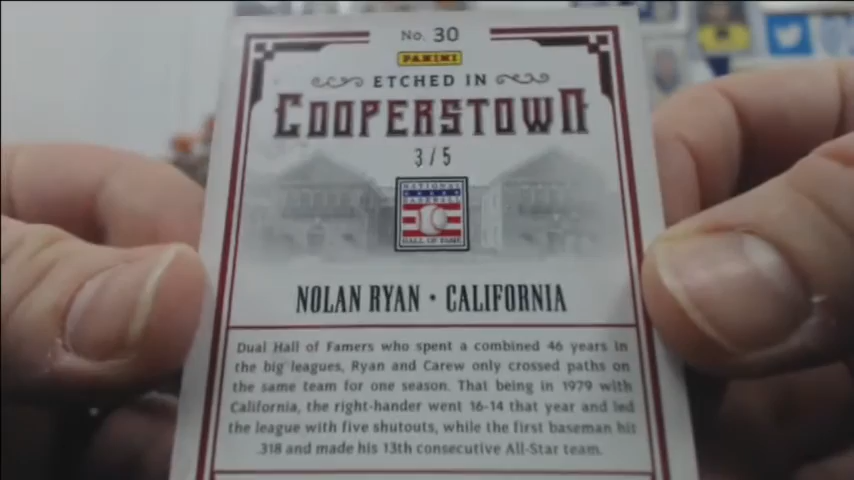 No. 30
PANINI
ETCHED IN
COOPERSTOWN
3/5
NATIONAL
BASEBALL
HALL OF FAME
NOLAN RYAN • CALIFORNIA
Dual Hall of Famers who spent a combined 46 years in
the big leagues, Ryan and Carew only crossed paths on
the same team for one season. That being in 1979 with
California, the right-hander went 16-14 that year and led
the league with five shutouts, while the first baseman hit
.318 and made his 13th consecutive All-Star team.